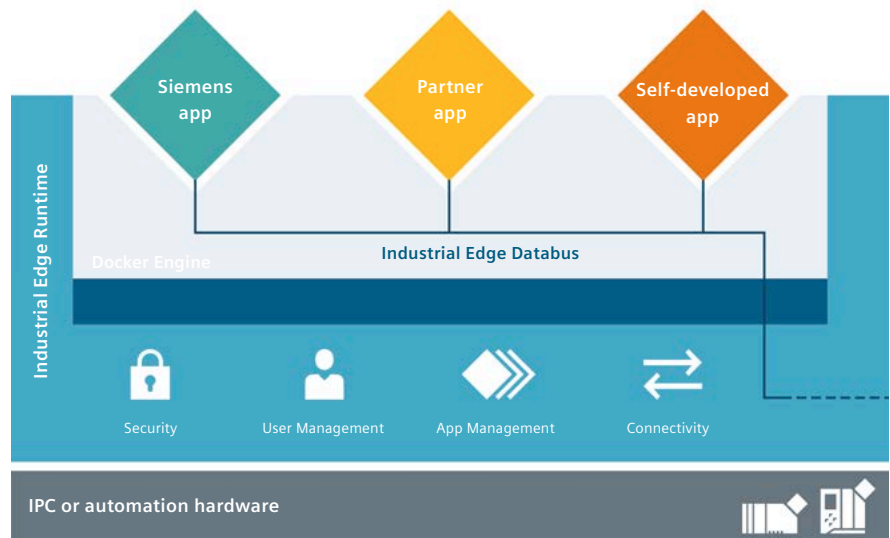 Siemens
app
Partner
app
Self-developed
app
Industrial Edge Runtime
Industrial Edge Databus
Docker Engine
Security
User Management
App Management
Connectivity
IPC or automation hardware